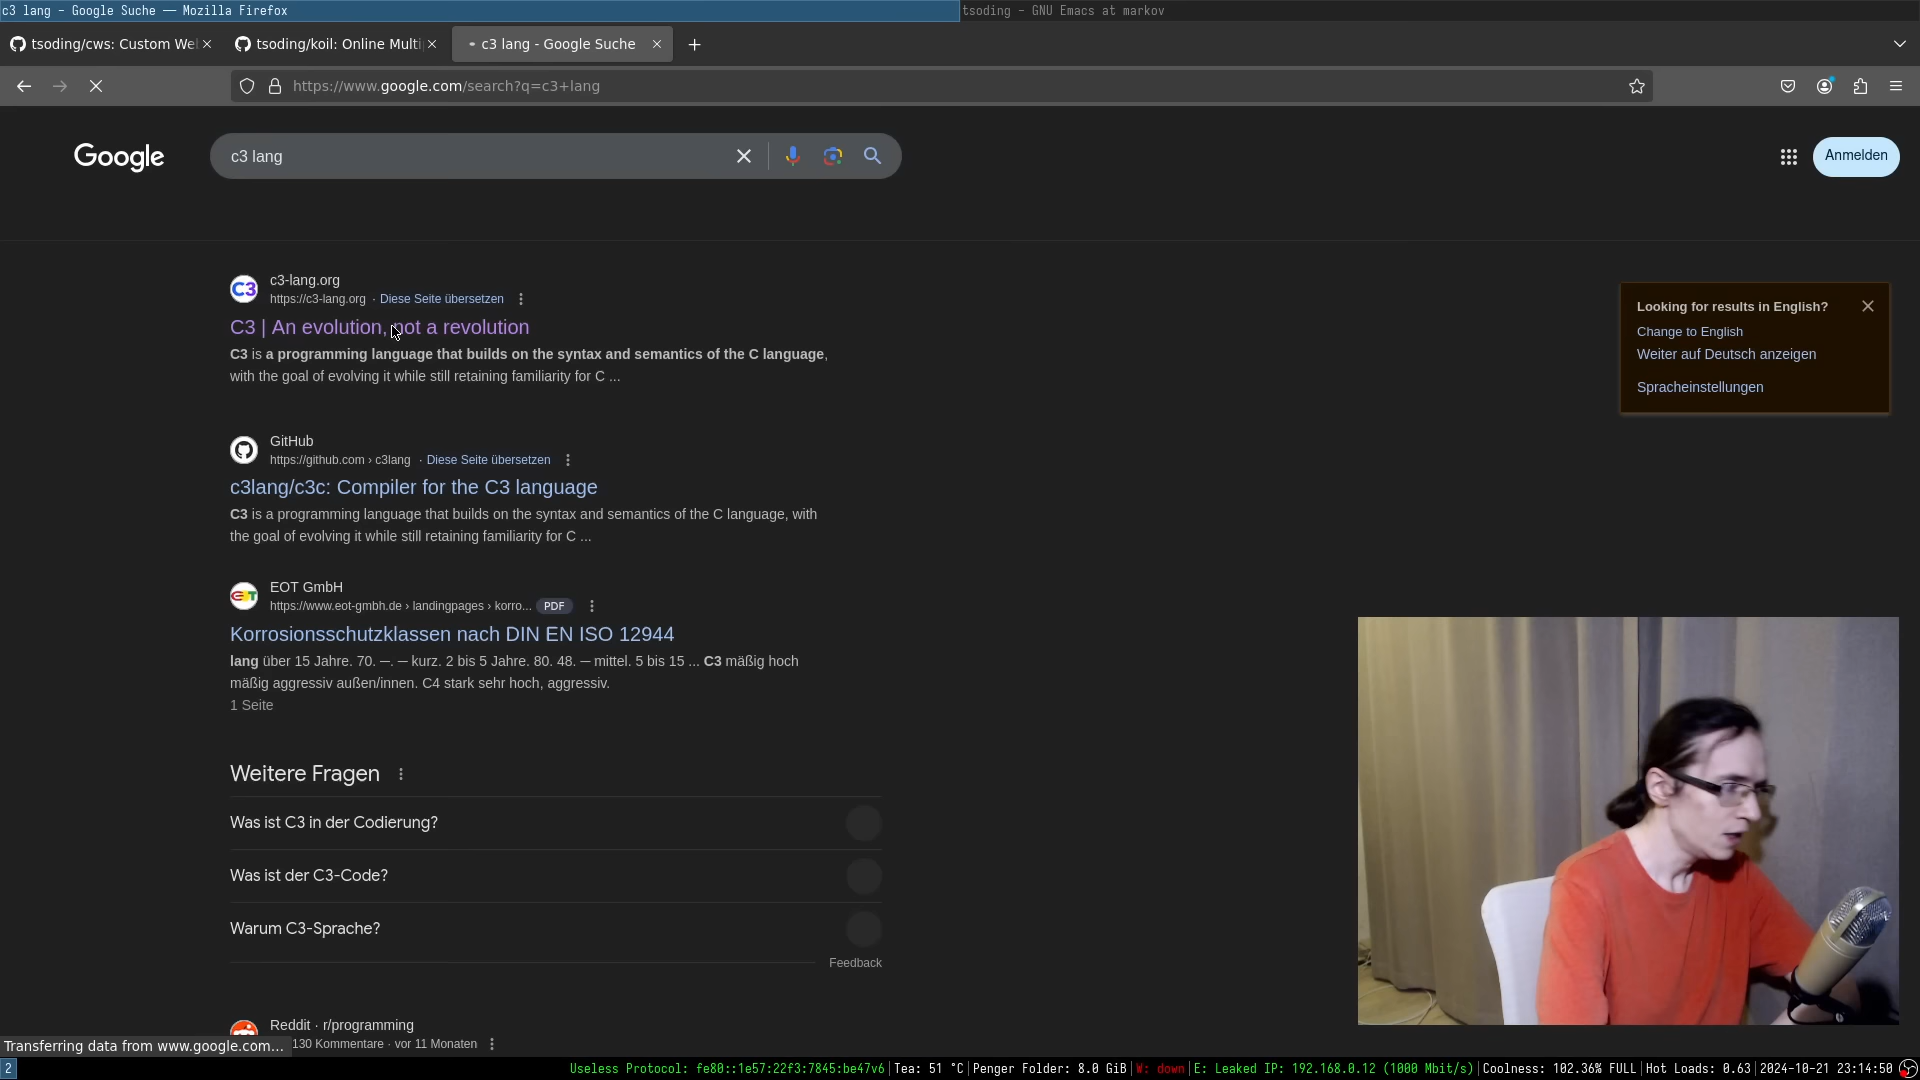 c3 lang – Google Suche — Mozilla Firefox
tsoding – GNU Emacs at markov
tsoding/cws: Custom We
tsoding/koil: Online Multi
c3 lang - Google Suche
https://www.google.com/search?q=c3+lang
Google
c3 lang
Anmelden
c3-lang.org
https://c3-lang.org · Diese Seite übersetzen
C3 | An evolution, not a revolution
C3 is a programming language that builds on the syntax and semantics of the C language,
with the goal of evolving it while still retaining familiarity for C ...
Looking for results in English?
Change to English
Weiter auf Deutsch anzeigen
Spracheinstellungen
GitHub
https://github.com › c3lang · Diese Seite übersetzen
c3lang/c3c: Compiler for the C3 language
C3 is a programming language that builds on the syntax and semantics of the C language, with
the goal of evolving it while still retaining familiarity for C ...
EOT GmbH
https://www.eot-gmbh.de › landingpages › korro... PDF
Korrosionsschutzklassen nach DIN EN ISO 12944
lang über 15 Jahre. 70. –. – kurz. 2 bis 5 Jahre. 80. 48. – mittel. 5 bis 15 ... C3 mäßig hoch
mäßig aggressiv außen/innen. C4 stark sehr hoch, aggressiv.
1 Seite
Weitere Fragen
Was ist C3 in der Codierung?
Was ist der C3-Code?
Warum C3-Sprache?
Feedback
Reddit · r/programming
130 Kommentare · vor 11 Monaten
Transferring data from www.google.com...
2
Useless Protocol: fe80::1e57:22f3:7845:be47v6|Tea: 51 °C|Penger Folder: 8.0 GiB|W: down|E: Leaked IP: 192.168.0.12 (1000 Mbit/s)|Coolness: 102.36% FULL|Hot Loads: 0.63|2024-10-21 23:14:50